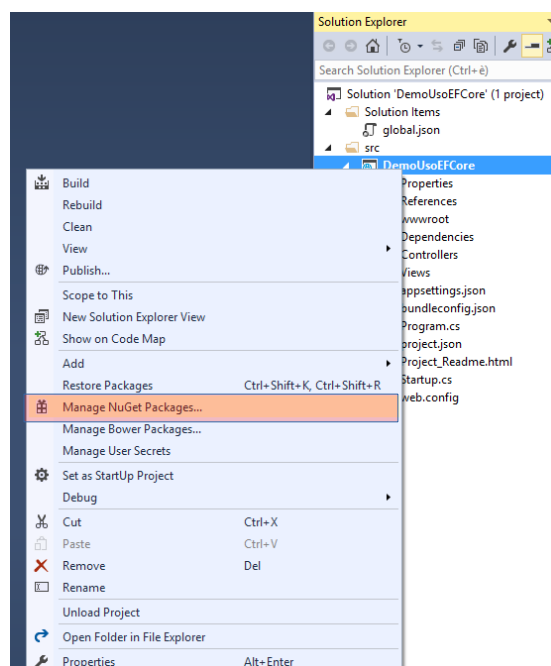 Solution Explorer
Search Solution Explorer (Ctrl+è)
Solution 'DemoUsoEFCore' (1 project)
Solution Items
global.json
src
DemoUsoEFCore
Properties
References
wwwroot
Dependencies
Controllers
Views
appsettings.json
bundleconfig.json
Program.cs
project.json
Project_Readme.html
Startup.cs
web.config
Build
Rebuild
Clean
View
Publish...
Scope to This
New Solution Explorer View
Show on Code Map
Add
Restore Packages Ctrl+Shift+K, Ctrl+Shift+R
Manage NuGet Packages...
Manage Bower Packages...
Manage User Secrets
Set as StartUp Project
Debug
Cut Ctrl+X
Paste Ctrl+V
Remove Del
Rename
Unload Project
Open Folder in File Explorer
Properties Alt+Enter